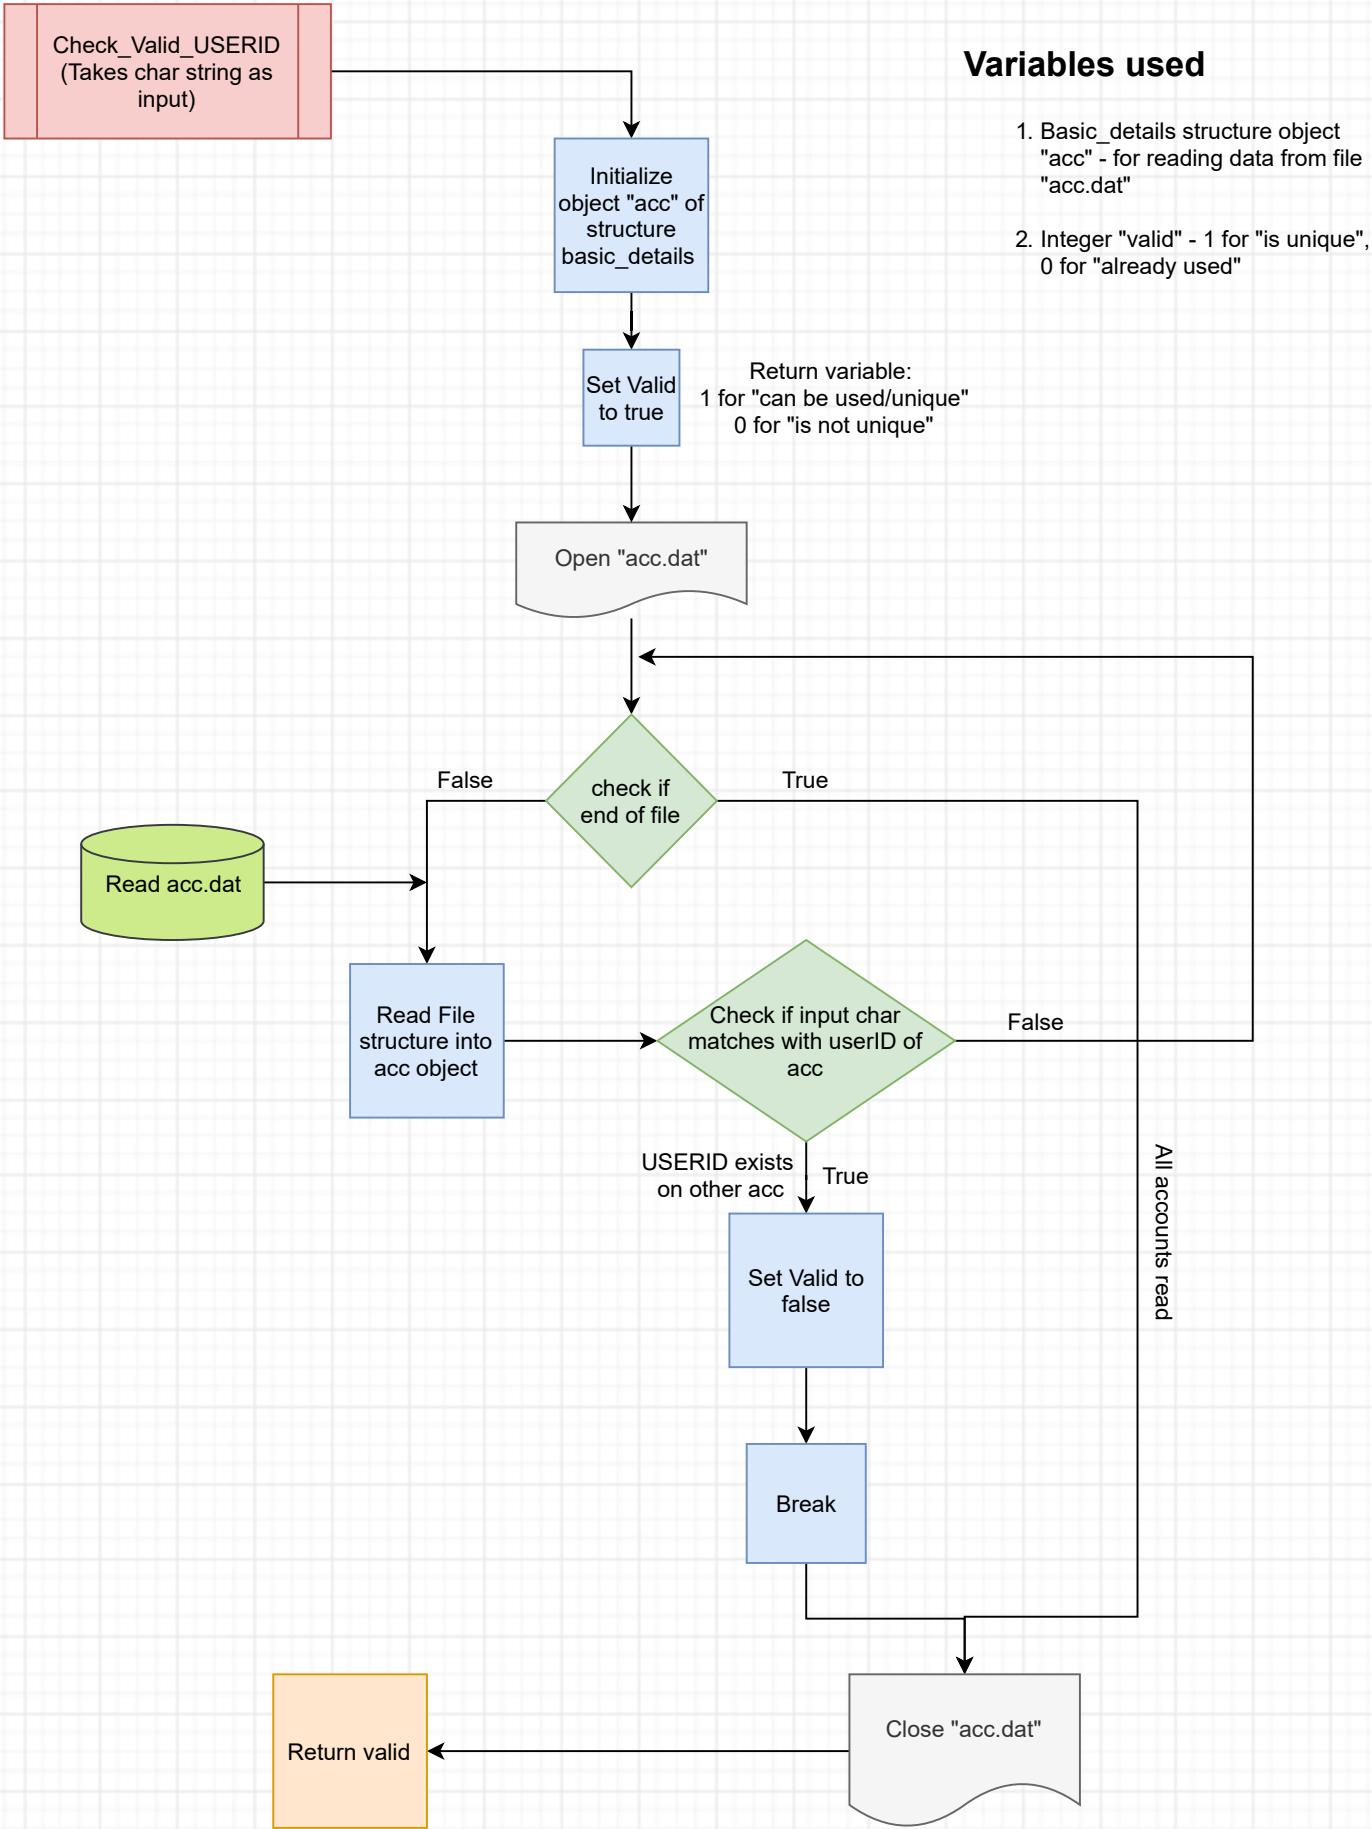 Check_Valid_USERID
(Takes char string as
input)
Variables used
1. Basic_details structure object
"acc" - for reading data from file
"acc.dat"
2. Integer "valid" - 1 for "is unique",
0 for "already used"
Initialize
object "acc" of
structure
basic_details
Set Valid
to true
Return variable:
1 for "can be used/unique"
0 for "is not unique"
Open "acc.dat"
check if
end of file
False
True
Read acc.dat
Read File
structure into
acc object
Check if input char
matches with userID of
acc
False
USERID exists
on other acc
True
All accounts read
Set Valid to
false
Break
Close "acc.dat"
Return valid